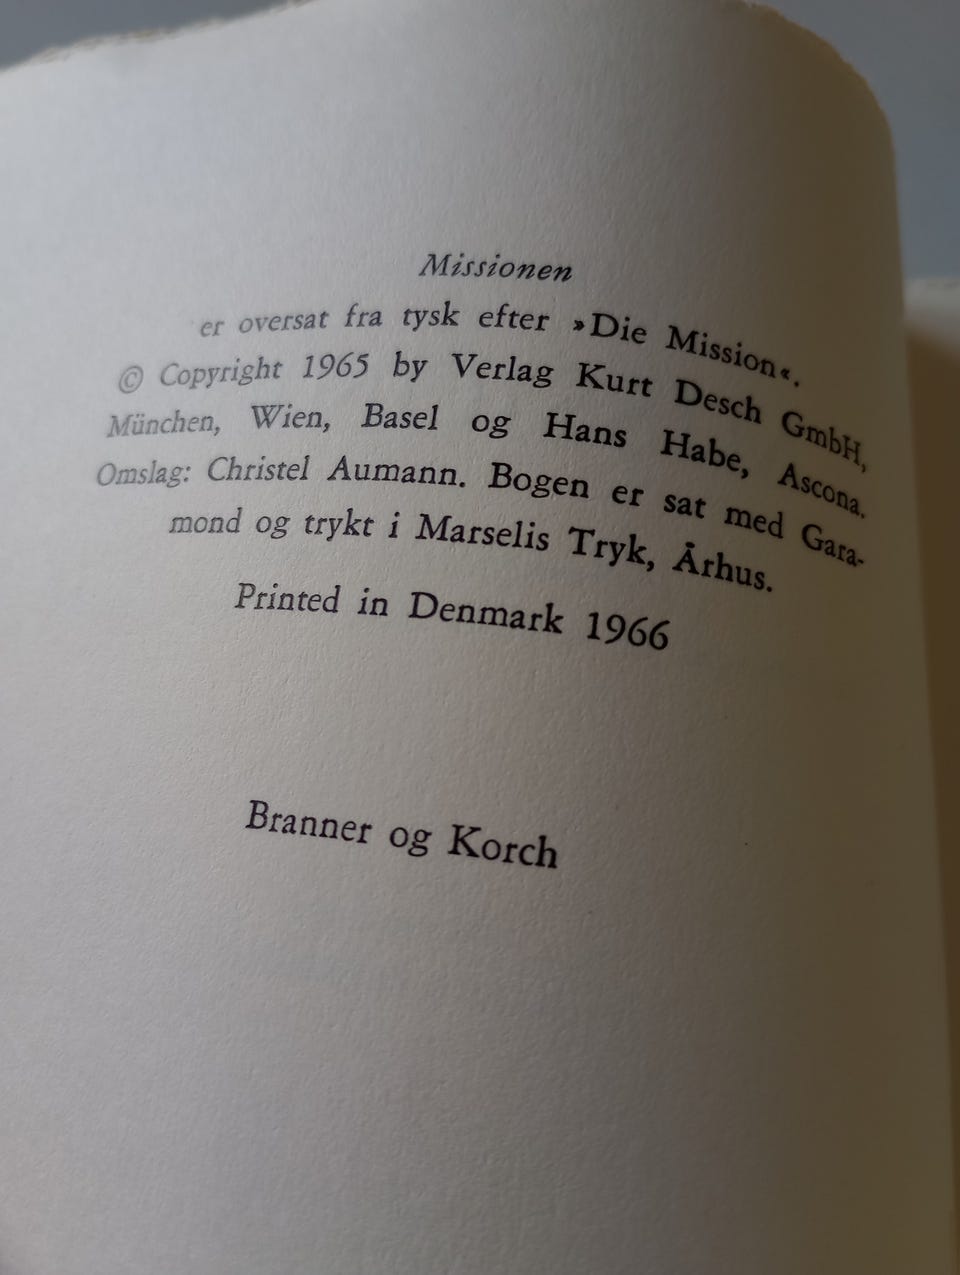 Missionen
er oversat fra tysk efter »Die Mission«.
© Copyright 1965 by Verlag Kurt Desch GmbH,
München, Wien, Basel og Hans Habe, Ascona.
Omslag: Christel Aumann. Bogen er sat med Gara-
mond og trykt i Marselis Tryk, Århus.
Printed in Denmark 1966
Branner og Korch